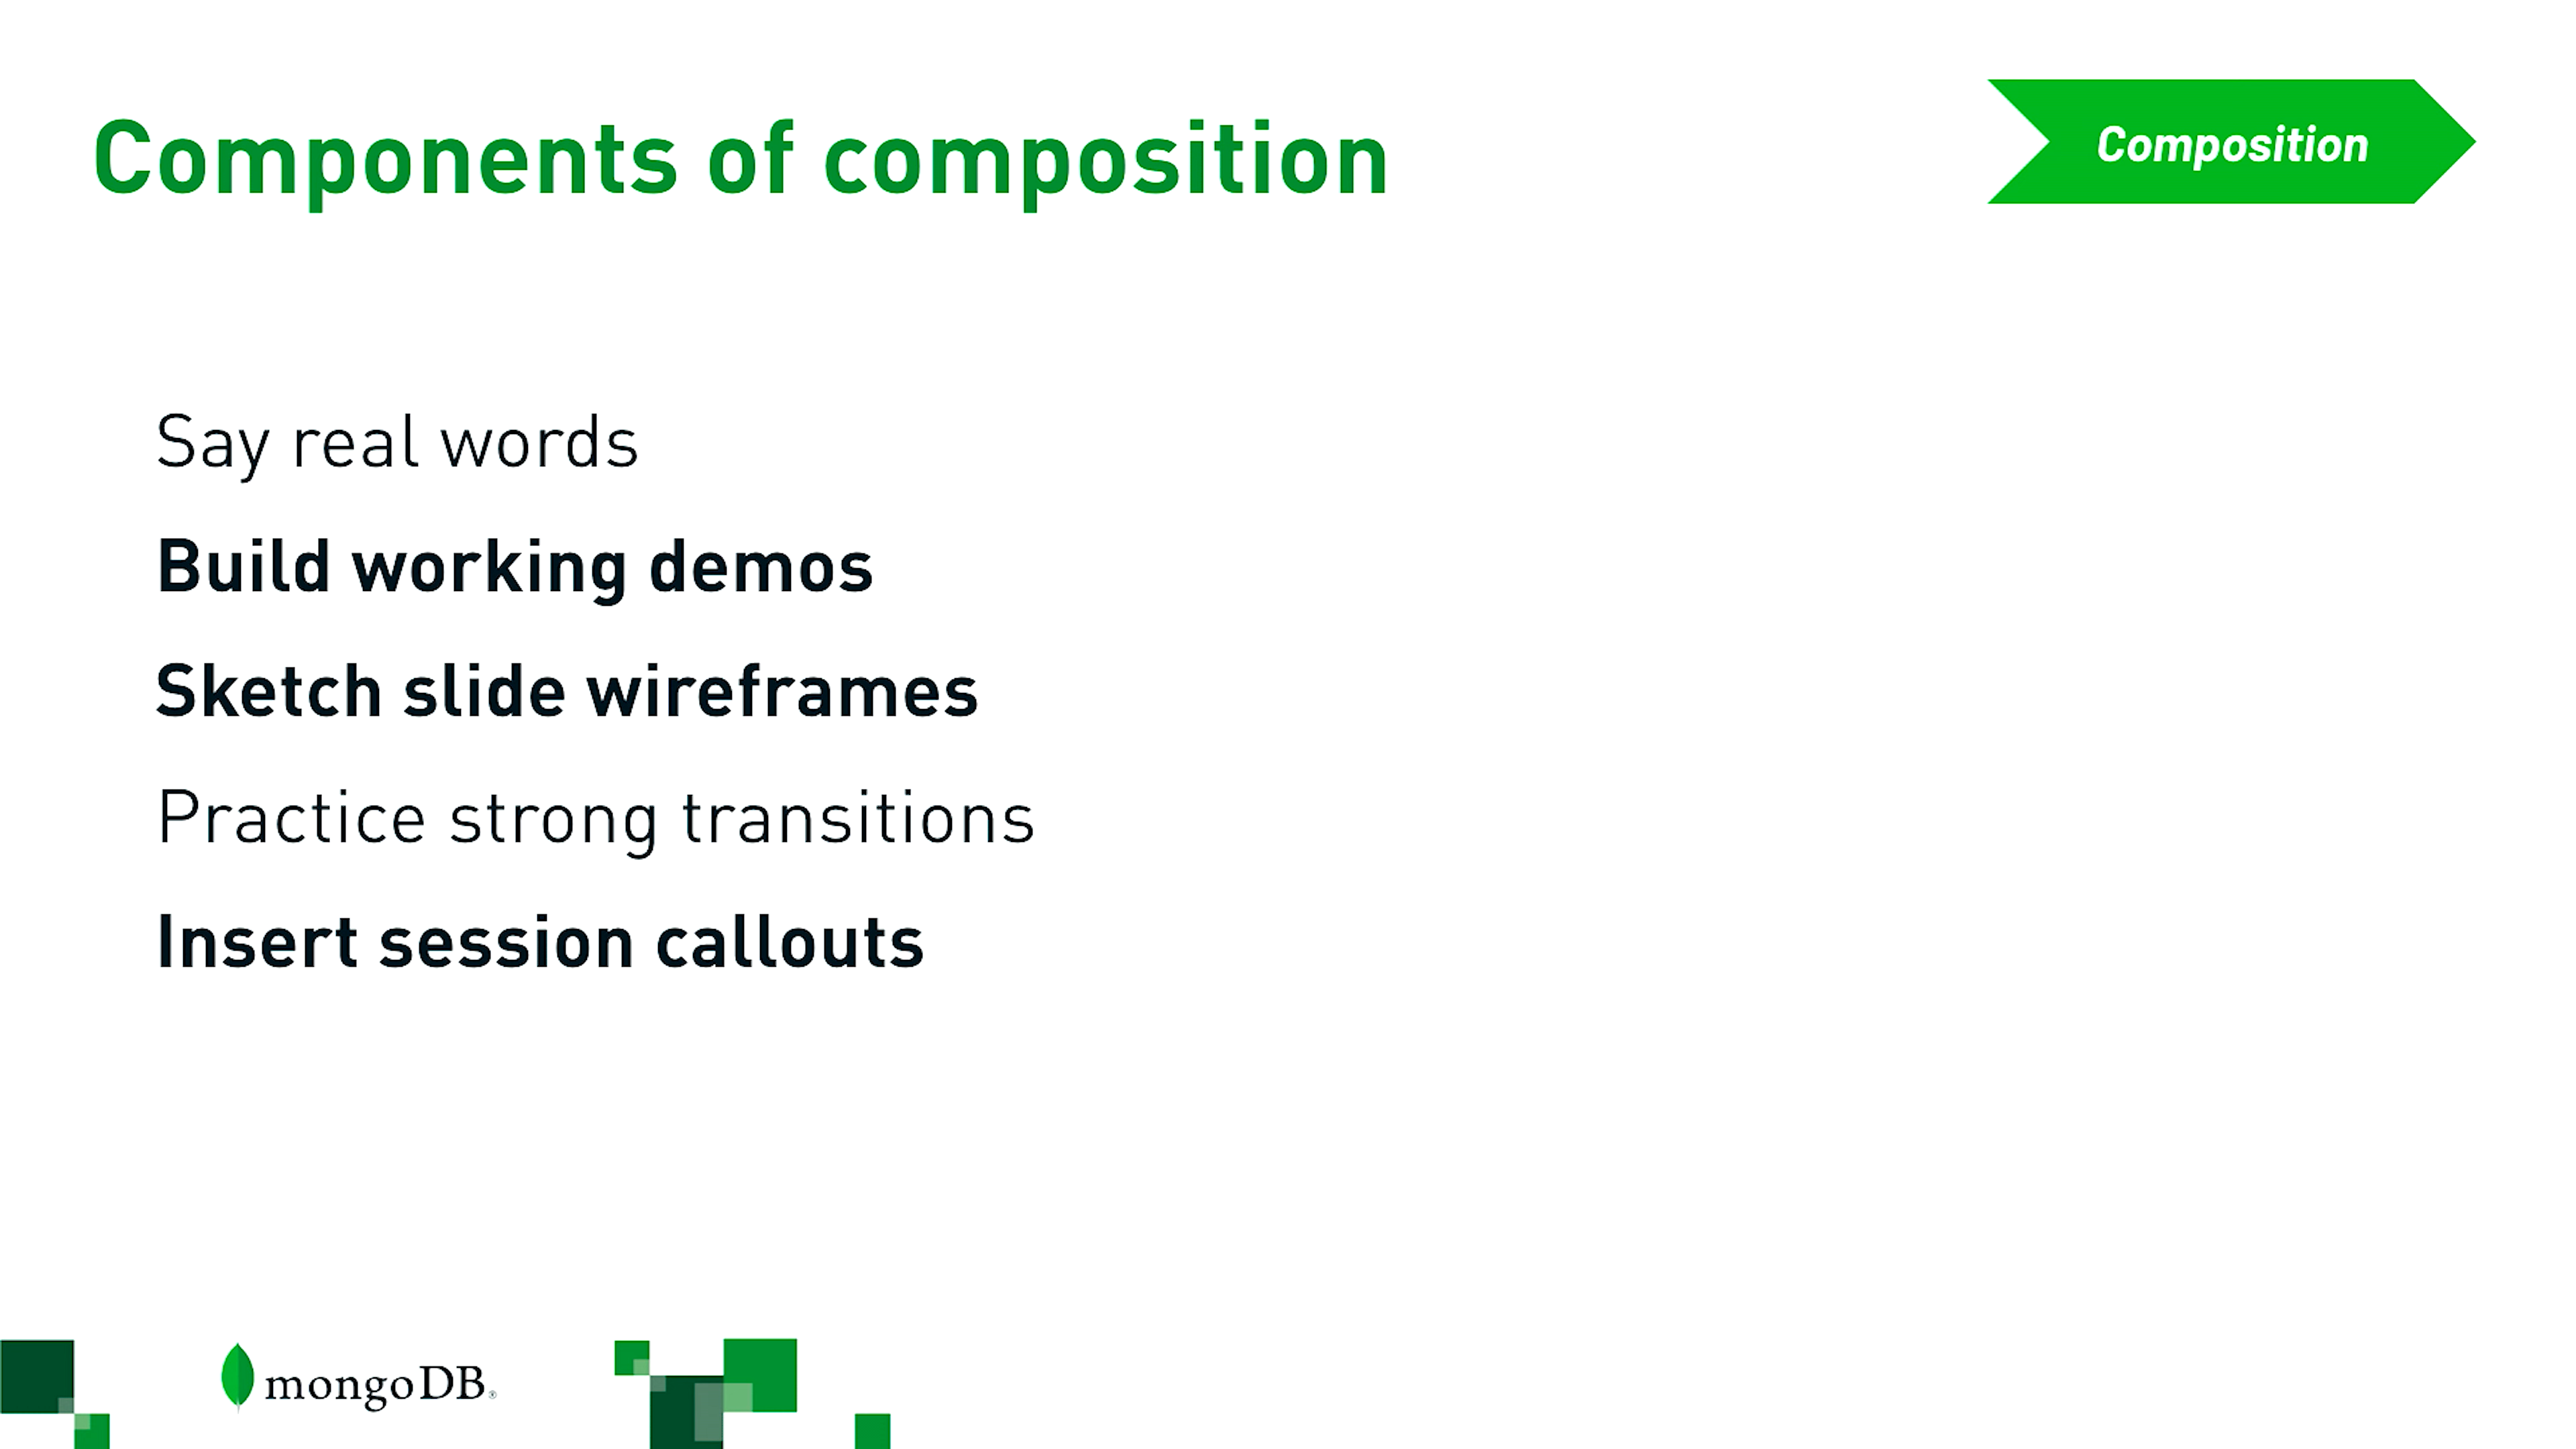 Components of composition
Composition
Say real words
Build working demos
Sketch slide wireframes
Practice strong transitions
Insert session callouts
mongoDB®